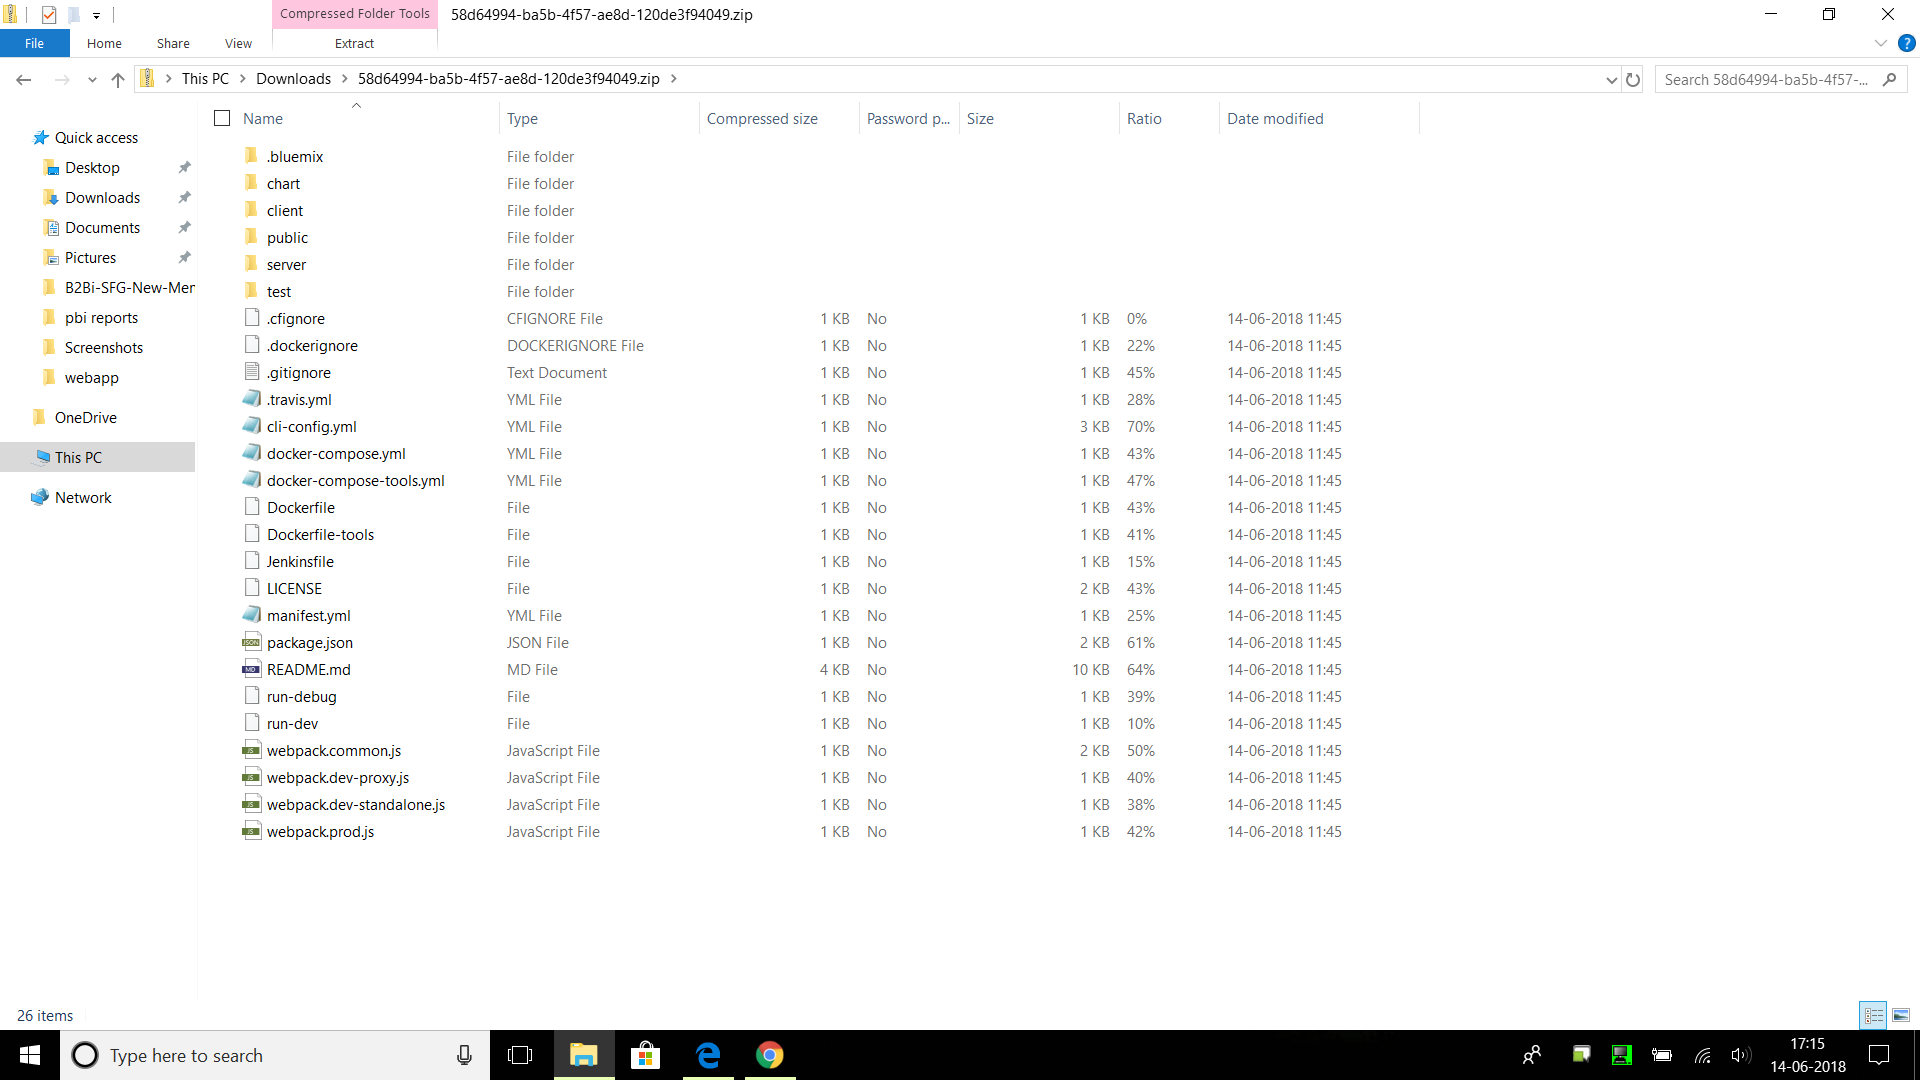 Compressed Folder Tools 58d64994-ba5b-4f57-ae8d-120de3f94049.zip
File Home Share View Extract
This PC Downloads 58d64994-ba5b-4f57-ae8d-120de3f94049.zip Search 58d64994-ba5b-4f57-...
Name Type Compressed size Password p... Size Ratio Date modified
Quick access
Desktop
Downloads
Documents
Pictures
B2Bi-SFG-New-Mer
pbi reports
Screenshots
webapp
OneDrive
This PC
Network
.bluemix File folder
chart File folder
client File folder
public File folder
server File folder
test File folder
.cfignore CFIGNORE File 1 KB No 1 KB 0% 14-06-2018 11:45
.dockerignore DOCKERIGNORE File 1 KB No 1 KB 22% 14-06-2018 11:45
.gitignore Text Document 1 KB No 1 KB 45% 14-06-2018 11:45
.travis.yml YML File 1 KB No 1 KB 28% 14-06-2018 11:45
cli-config.yml YML File 1 KB No 3 KB 70% 14-06-2018 11:45
docker-compose.yml YML File 1 KB No 1 KB 43% 14-06-2018 11:45
docker-compose-tools.yml YML File 1 KB No 1 KB 47% 14-06-2018 11:45
Dockerfile File 1 KB No 1 KB 43% 14-06-2018 11:45
Dockerfile-tools File 1 KB No 1 KB 41% 14-06-2018 11:45
Jenkinsfile File 1 KB No 1 KB 15% 14-06-2018 11:45
LICENSE File 1 KB No 2 KB 43% 14-06-2018 11:45
manifest.yml YML File 1 KB No 1 KB 25% 14-06-2018 11:45
package.json JSON File 1 KB No 2 KB 61% 14-06-2018 11:45
README.md MD File 4 KB No 10 KB 64% 14-06-2018 11:45
run-debug File 1 KB No 1 KB 39% 14-06-2018 11:45
run-dev File 1 KB No 1 KB 10% 14-06-2018 11:45
webpack.common.js JavaScript File 1 KB No 2 KB 50% 14-06-2018 11:45
webpack.dev-proxy.js JavaScript File 1 KB No 1 KB 40% 14-06-2018 11:45
webpack.dev-standalone.js JavaScript File 1 KB No 1 KB 38% 14-06-2018 11:45
webpack.prod.js JavaScript File 1 KB No 1 KB 42% 14-06-2018 11:45
26 items
Type here to search
17:15
14-06-2018